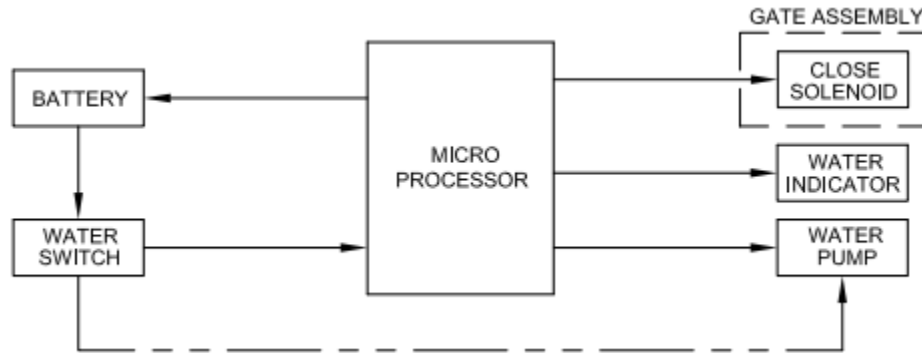 GATE ASSEMBLY
CLOSE
SOLENOID
BATTERY
MICRO
PROCESSOR
WATER
INDICATOR
WATER
SWITCH
WATER
PUMP